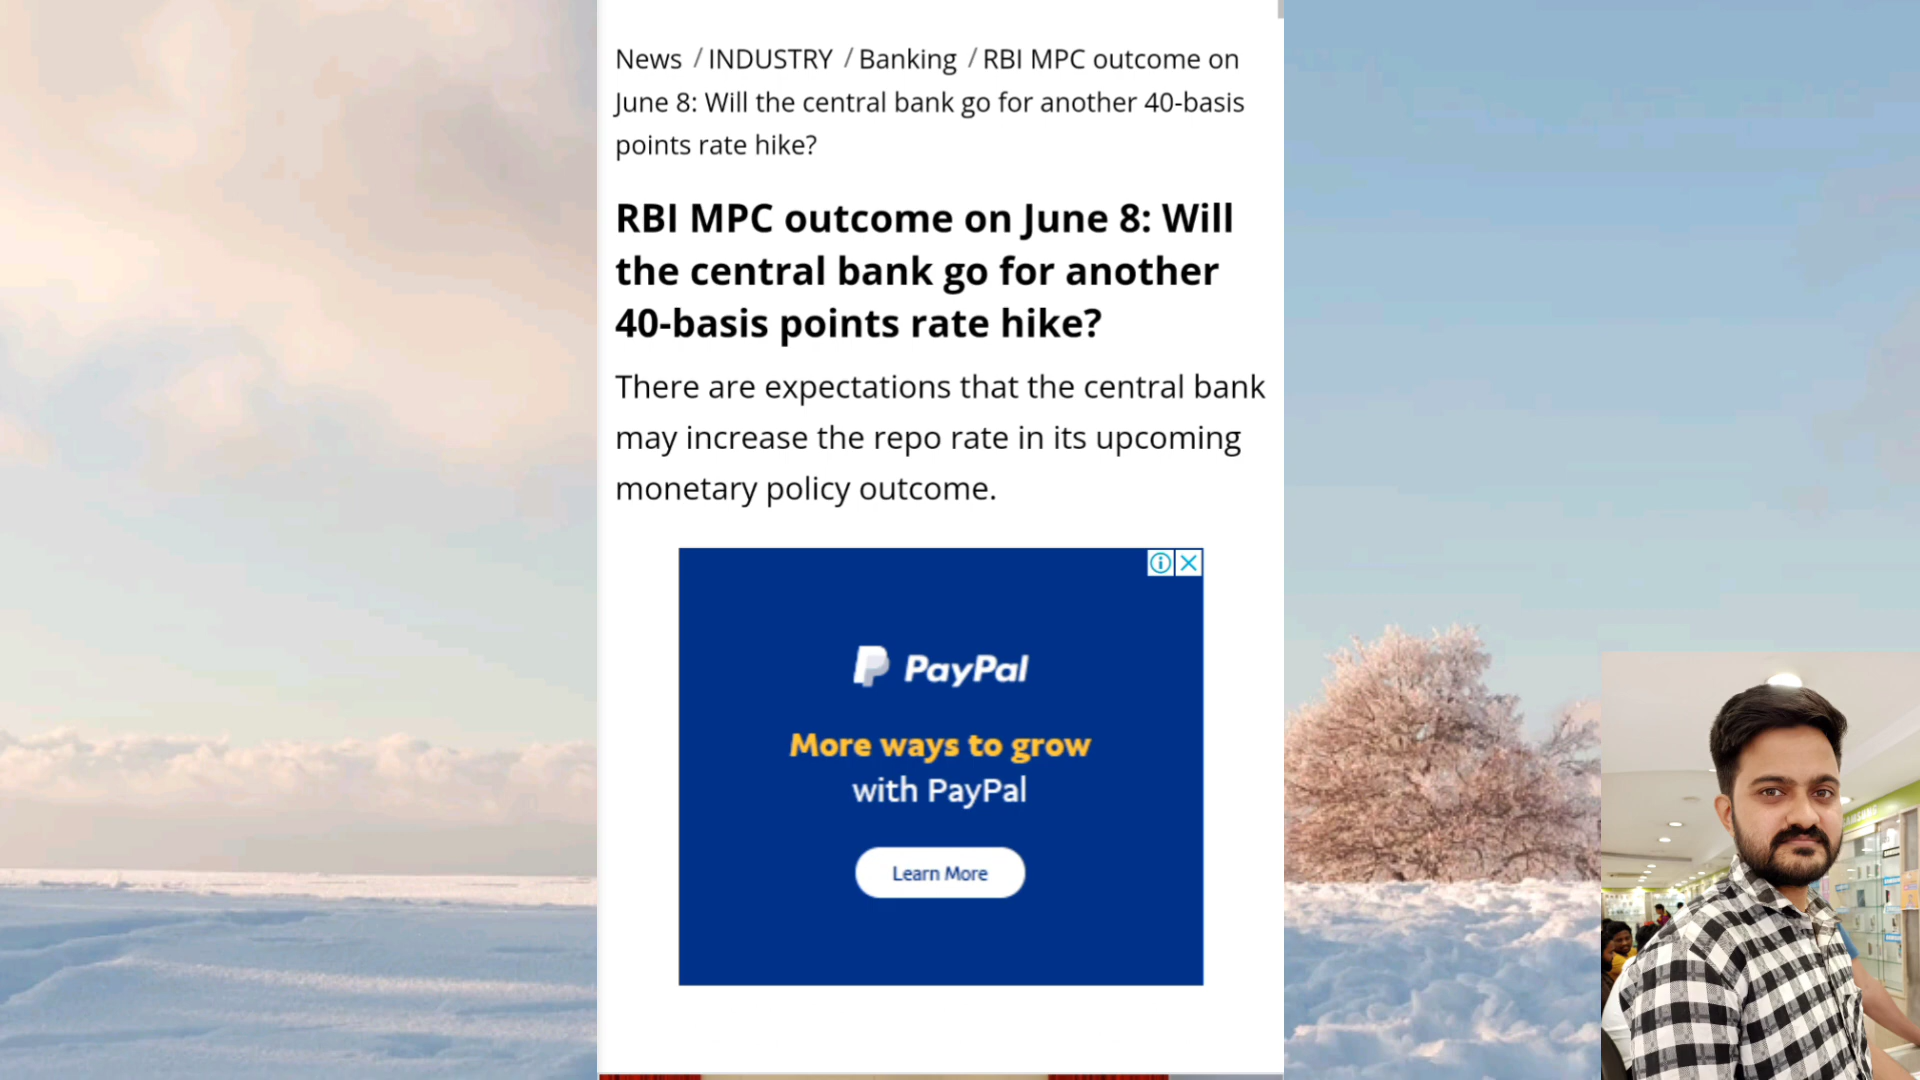 News / INDUSTRY / Banking / RBI MPC outcome on
June 8: Will the central bank go for another 40-basis
points rate hike?
RBI MPC outcome on June 8: Will
the central bank go for another
40-basis points rate hike?
There are expectations that the central bank
may increase the repo rate in its upcoming
monetary policy outcome.
PayPal
More ways to grow
with PayPal
Learn More